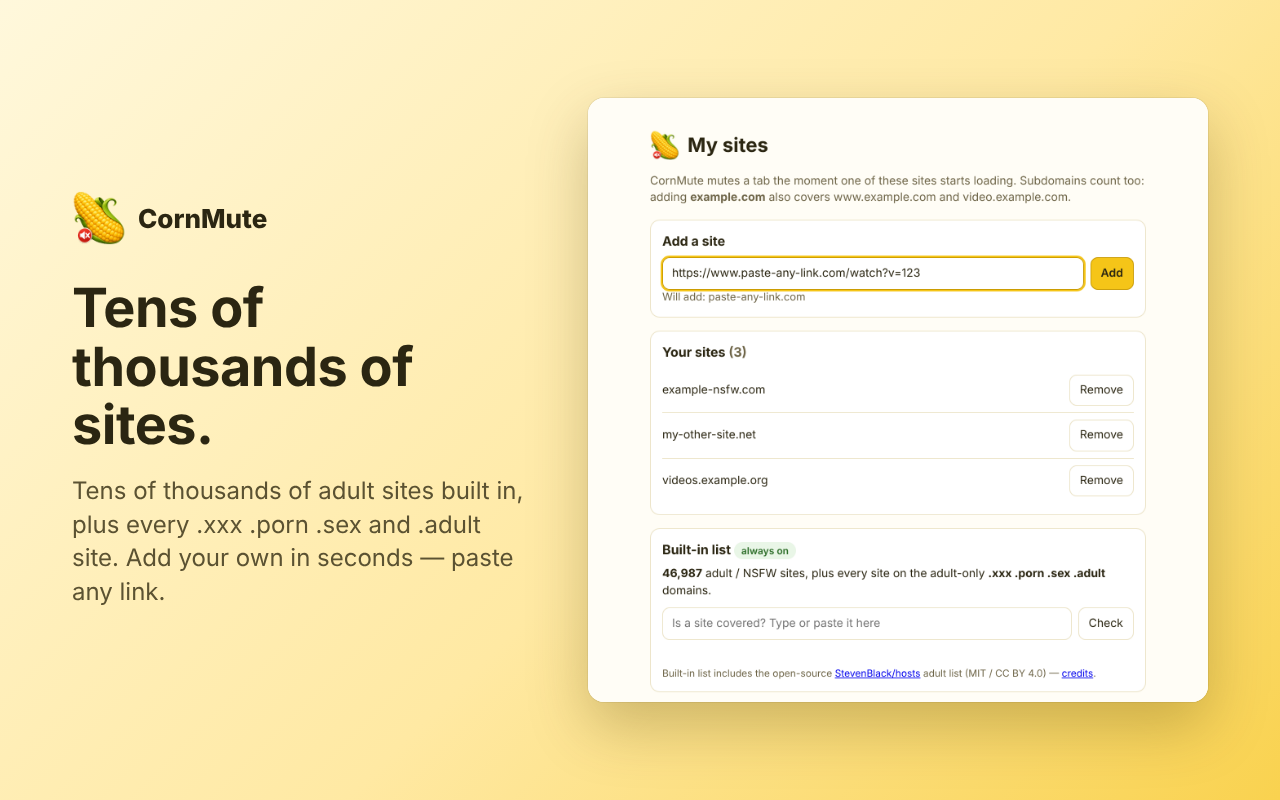 CornMute
Tens of
thousands of
sites.
Tens of thousands of adult sites built in,
plus every .xxx .porn .sex and .adult
site. Add your own in seconds — paste
any link.
My sites
CornMute mutes a tab the moment one of these sites starts loading. Subdomains count too:
adding example.com also covers www.example.com and video.example.com.
Add a site
https://www.paste-any-link.com/watch?v=123
Add
Will add: paste-any-link.com
Your sites (3)
example-nsfw.com
Remove
my-other-site.net
Remove
videos.example.org
Remove
Built-in list always on
46,987 adult / NSFW sites, plus every site on the adult-only .xxx .porn .sex .adult
domains.
Is a site covered? Type or paste it here
Check
Built-in list includes the open-source StevenBlack/hosts adult list (MIT / CC BY 4.0) — credits.